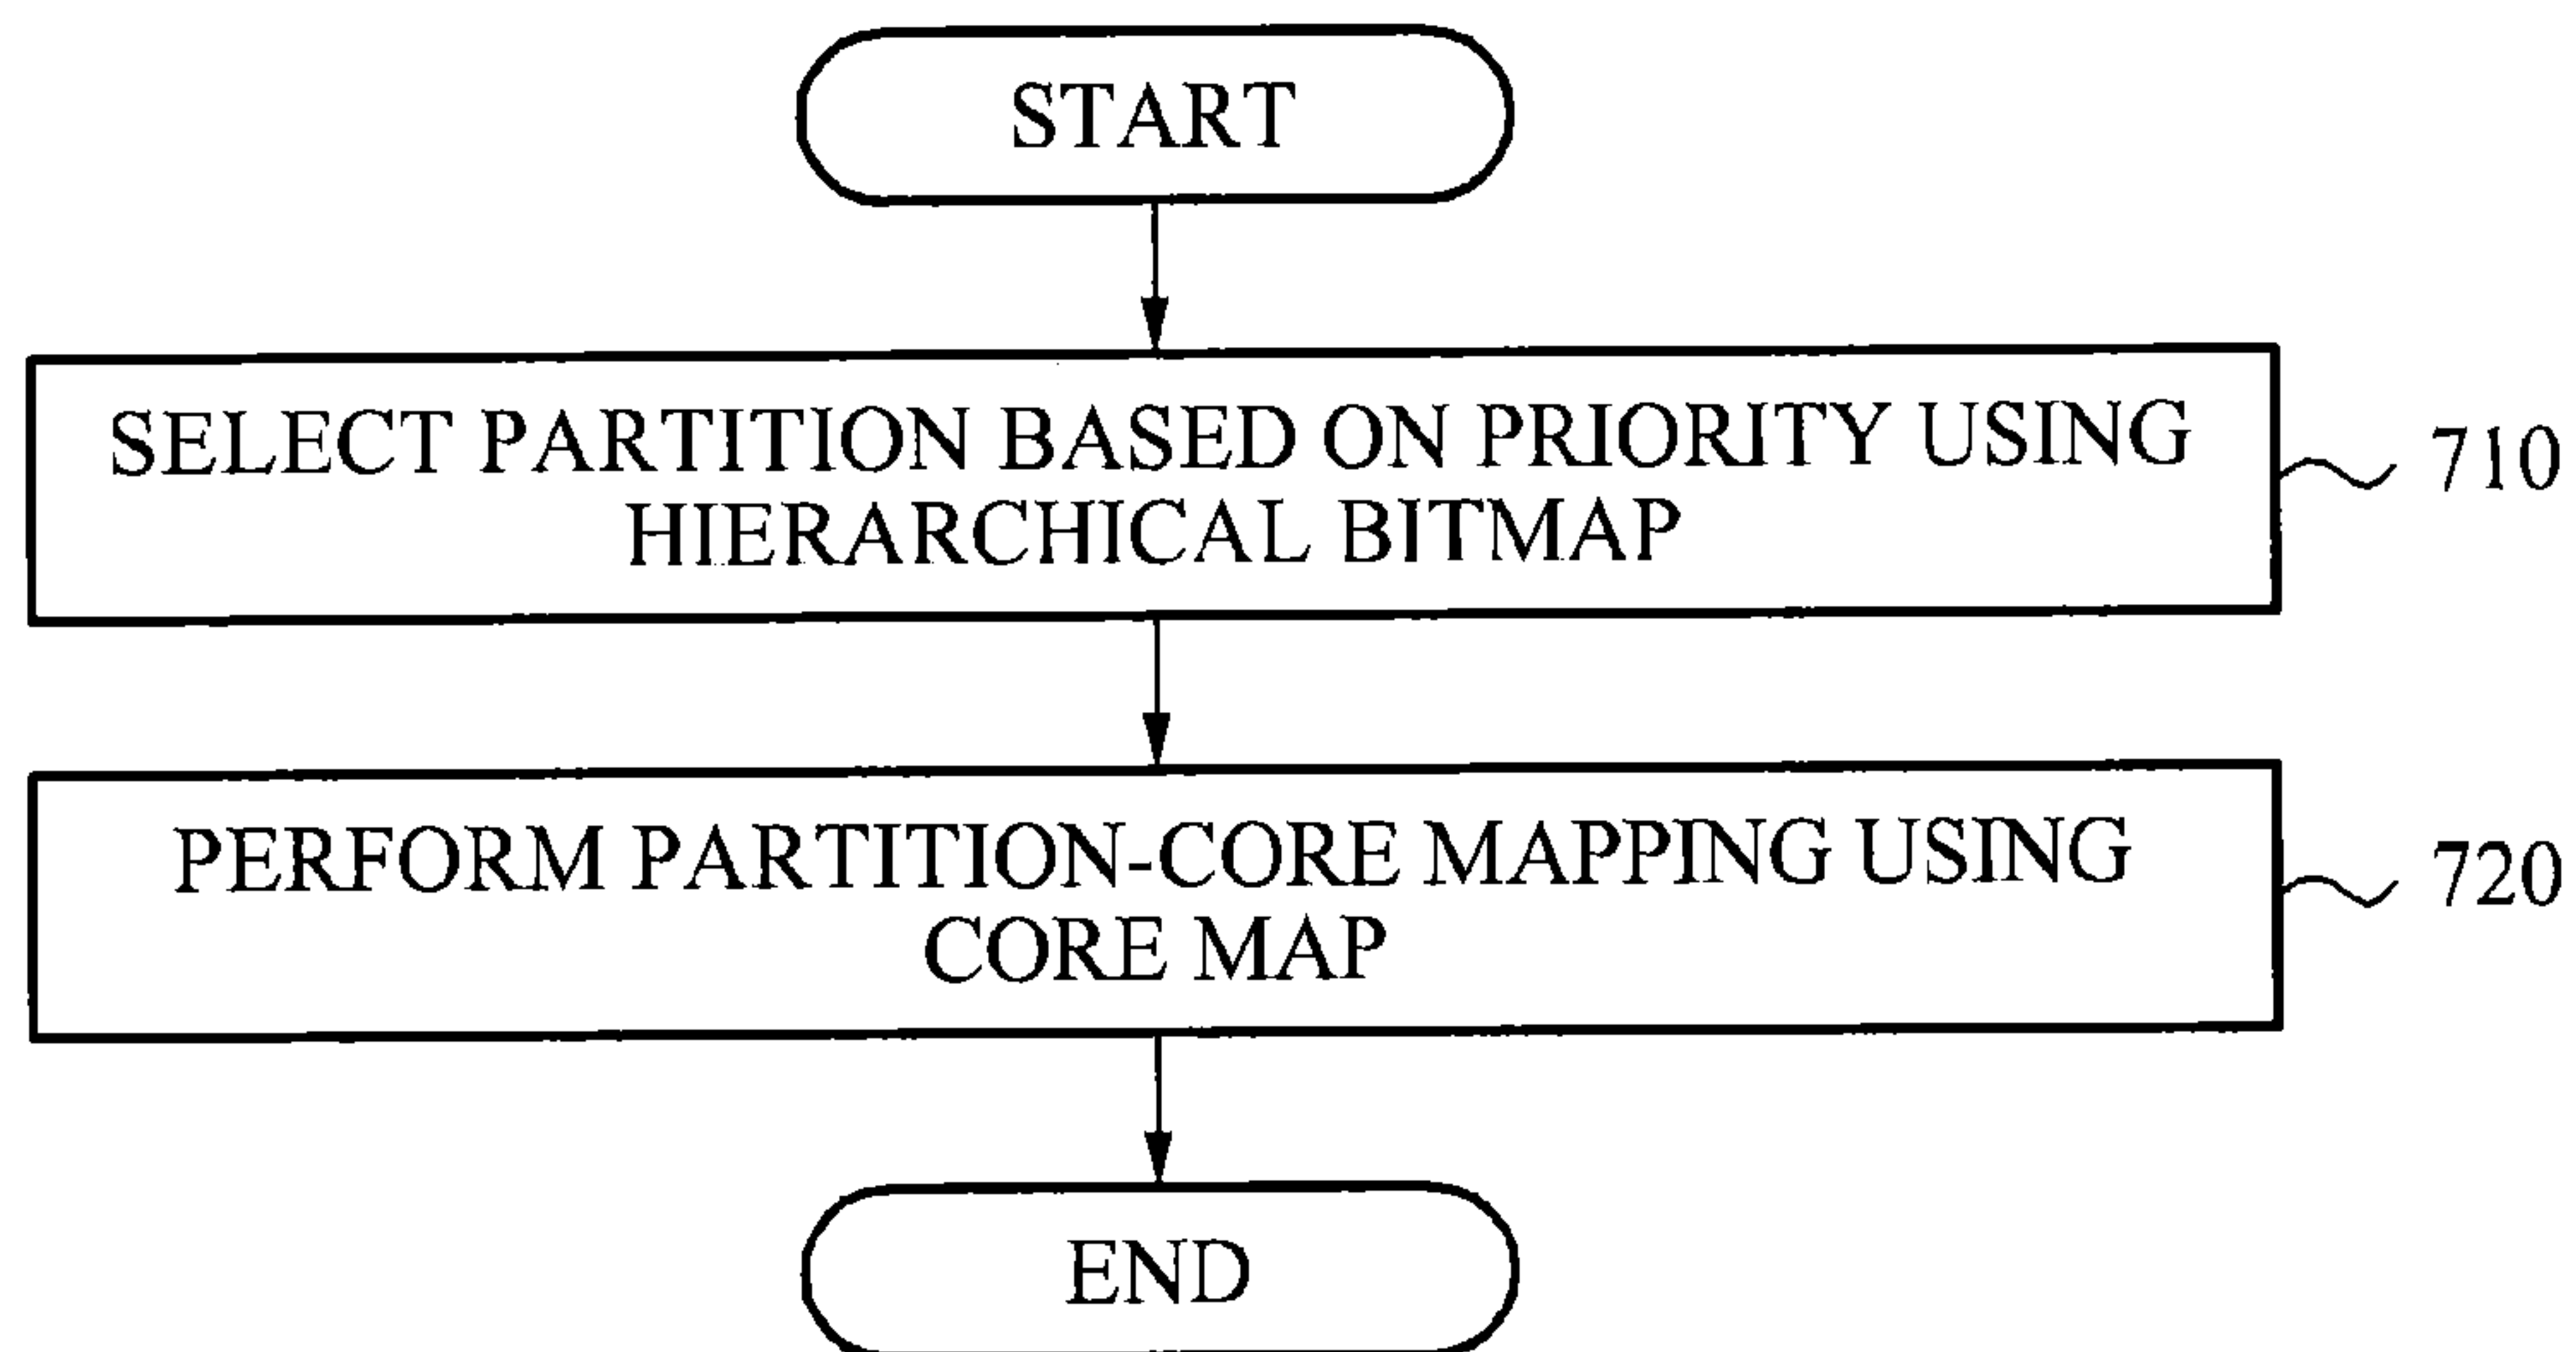 START
SELECT PARTITION BASED ON PRIORITY USING
HIERARCHICAL BITMAP
710
PERFORM PARTITION-CORE MAPPING USING
CORE MAP
720
END